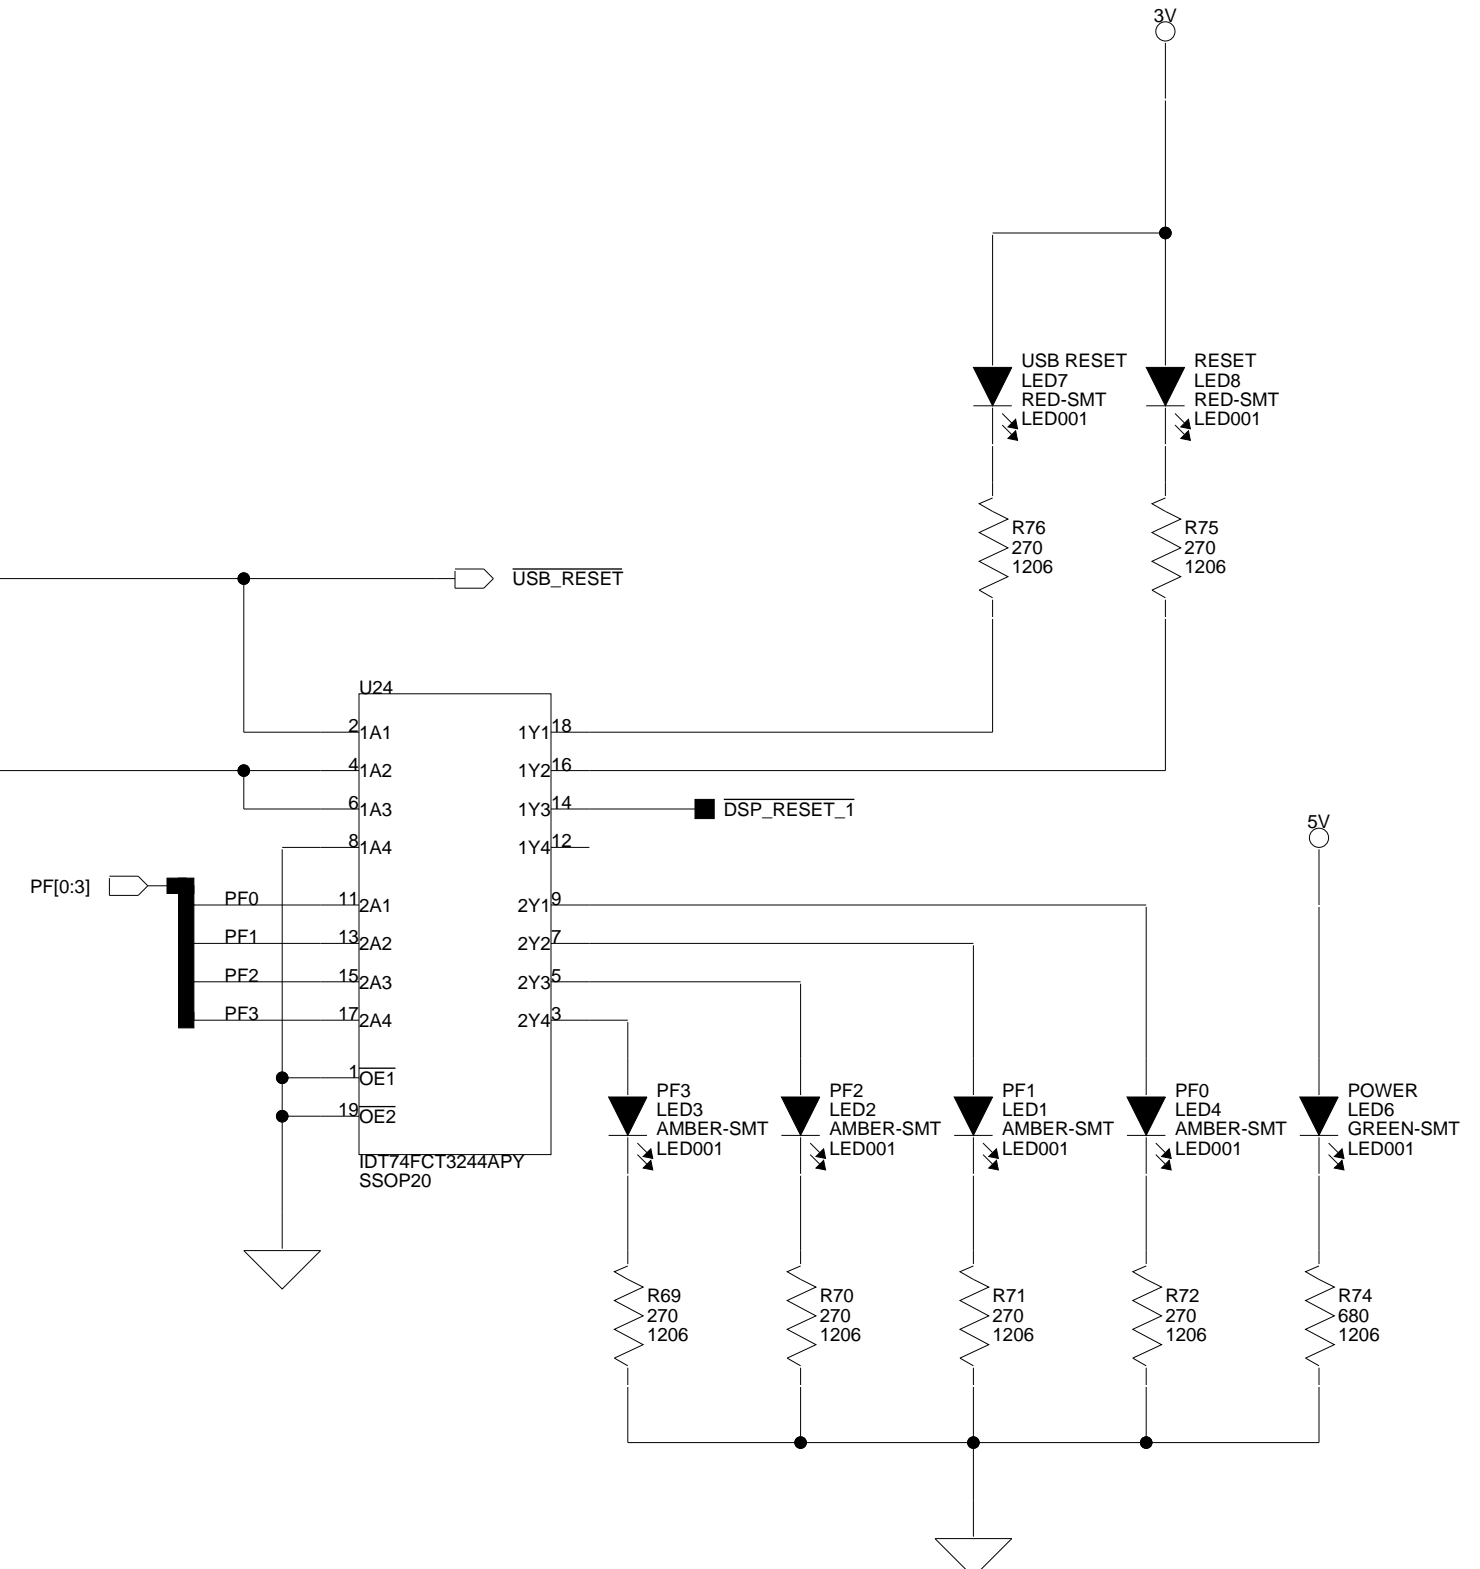 3V
USB RESET
LED7
RED-SMT
LED001
RESET
LED8
RED-SMT
LED001
R76
270
1206
R75
270
1206
USB_RESET
U24
2 1A1 1Y1 18
4 1A2 1Y2 16
6 1A3 1Y3 14
DSP_RESET_1
8 1A4 1Y4 12
5V
PF[0:3]
PF0 11 2A1 2Y1 9
PF1 13 2A2 2Y2 7
PF2 15 2A3 2Y3 5
PF3 17 2A4 2Y4 3
1 OE1
19 OE2
IDT74FCT3244APY
SSOP20
PF3
LED3
AMBER-SMT
LED001
PF2
LED2
AMBER-SMT
LED001
PF1
LED1
AMBER-SMT
LED001
PF0
LED4
AMBER-SMT
LED001
POWER
LED6
GREEN-SMT
LED001
R69
270
1206
R70
270
1206
R71
270
1206
R72
270
1206
R74
680
1206